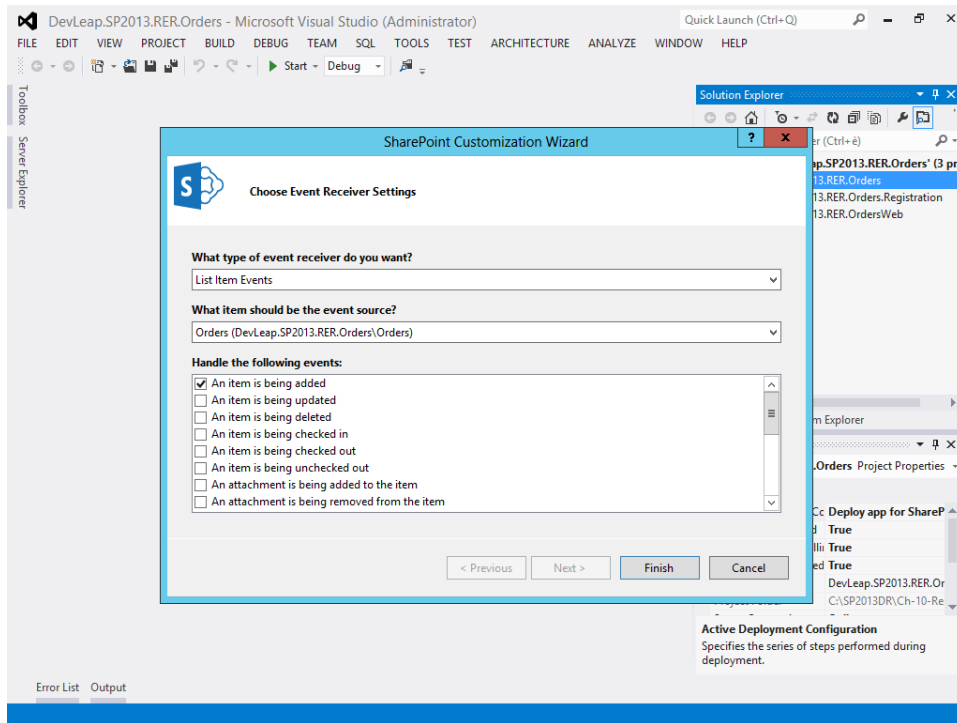 DevLeap.SP2013.RER.Orders - Microsoft Visual Studio (Administrator)
Quick Launch (Ctrl+Q)
FILE EDIT VIEW PROJECT BUILD DEBUG TEAM SQL TOOLS TEST ARCHITECTURE ANALYZE WINDOW HELP
Start Debug
Toolbox
Server Explorer
Solution Explorer
er (Ctrl+è)
ap.SP2013.RER.Orders' (3 pr
13.RER.Orders
13.RER.Orders.Registration
13.RER.OrdersWeb
SharePoint Customization Wizard
? x
S
Choose Event Receiver Settings
What type of event receiver do you want?
List Item Events
What item should be the event source?
Orders (DevLeap.SP2013.RER.Orders\Orders)
Handle the following events:
An item is being added
An item is being updated
An item is being deleted
An item is being checked in
An item is being checked out
An item is being unchecked out
An attachment is being added to the item
An attachment is being removed from the item
< Previous Next > Finish Cancel
m Explorer
.Orders Project Properties
Cc Deploy app for ShareP
d True
llin True
ed True
DevLeap.SP2013.RER.Or
C:\SP2013DR\Ch-10-Re
Active Deployment Configuration
Specifies the series of steps performed during
deployment.
Error List Output